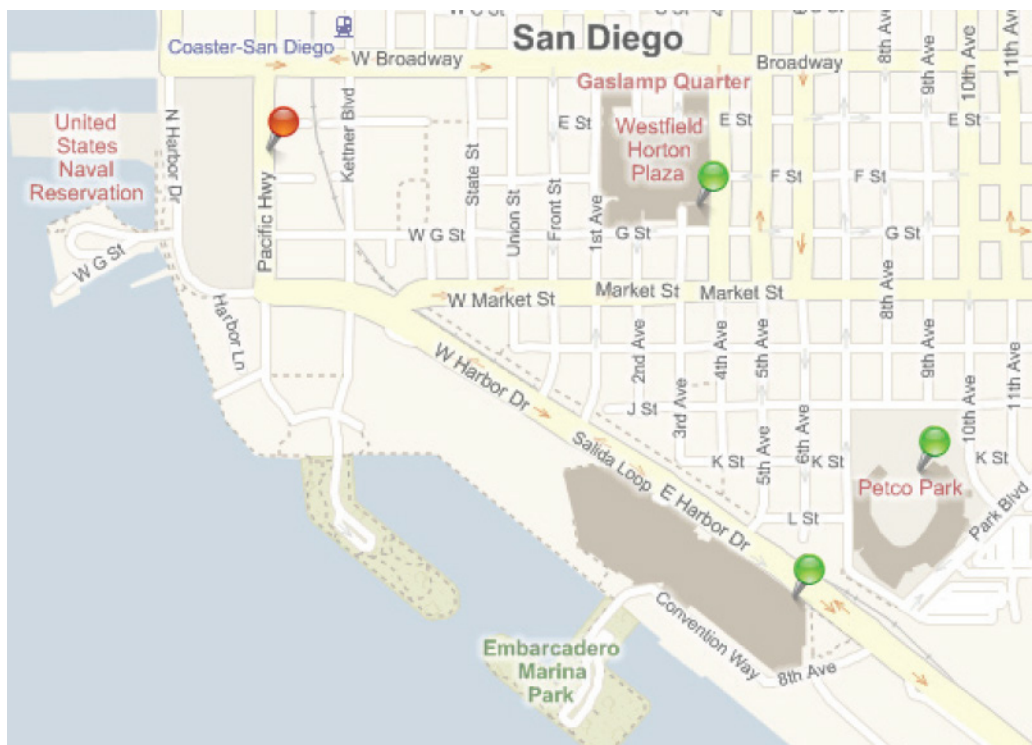 W C St
C St
8th Ave
9th Ave
10th Ave
11th Ave
San Diego
Coaster-San Diego
W Broadway
Broadway
Gaslamp Quarter
N Harbor Dr
United
States
Naval
Reservation
Kettner Blvd
State St
E St
Westfield
Horton
Plaza
E St
E St
F St
F St
Pacific Hwy
Union St
Front St
1st Ave
W G St
G St
G St
W G St
8th Ave
Harbor Ln
W Market St
Market St
Market St
W Harbor Dr
2nd Ave
3rd Ave
4th Ave
5th Ave
9th Ave
10th Ave
11th Ave
J St
Salida Loop
K St
5th Ave
6th Ave
K St
K St
Petco Park
E Harbor Dr
L St
Park Blvd
Convention Way
8th Ave
Embarcadero
Marina
Park